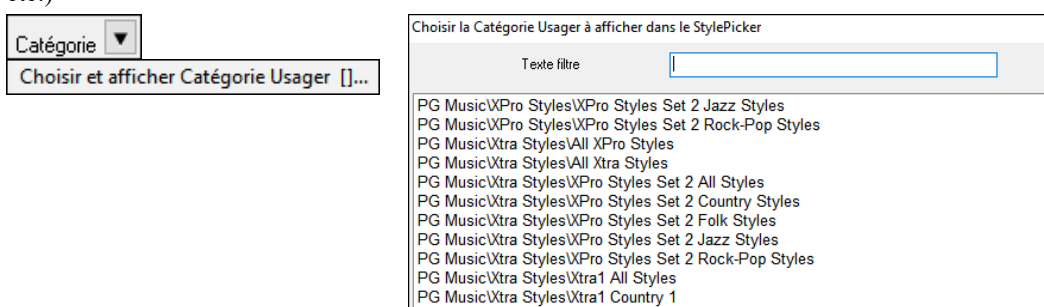 etc.)
Catégorie
Choisir et afficher Catégorie Usager []...
Choisir la Catégorie Usager à afficher dans le StylePicker
Texte filtre
PG Music\XPro Styles\XPro Styles Set 2 Jazz Styles
PG Music\XPro Styles\XPro Styles Set 2 Rock-Pop Styles
PG Music\Xtra Styles\All XPro Styles
PG Music\Xtra Styles\All Xtra Styles
PG Music\Xtra Styles\XPro Styles Set 2 All Styles
PG Music\Xtra Styles\XPro Styles Set 2 Country Styles
PG Music\Xtra Styles\XPro Styles Set 2 Folk Styles
PG Music\Xtra Styles\XPro Styles Set 2 Jazz Styles
PG Music\Xtra Styles\XPro Styles Set 2 Rock-Pop Styles
PG Music\Xtra Styles\Xtra1 All Styles
PG Music\Xtra Styles\Xtra1 Country 1